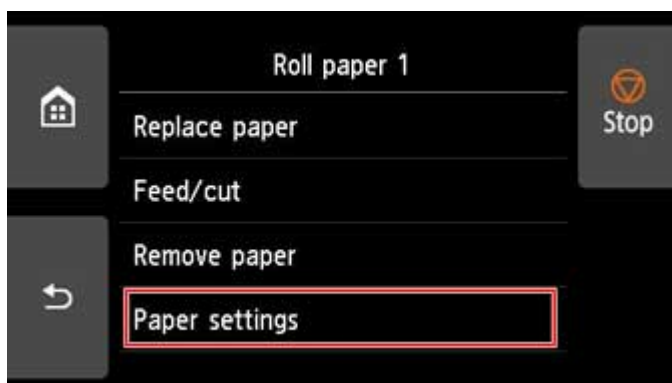 Roll paper 1
Stop
Replace paper
Feed/cut
Remove paper
Paper settings